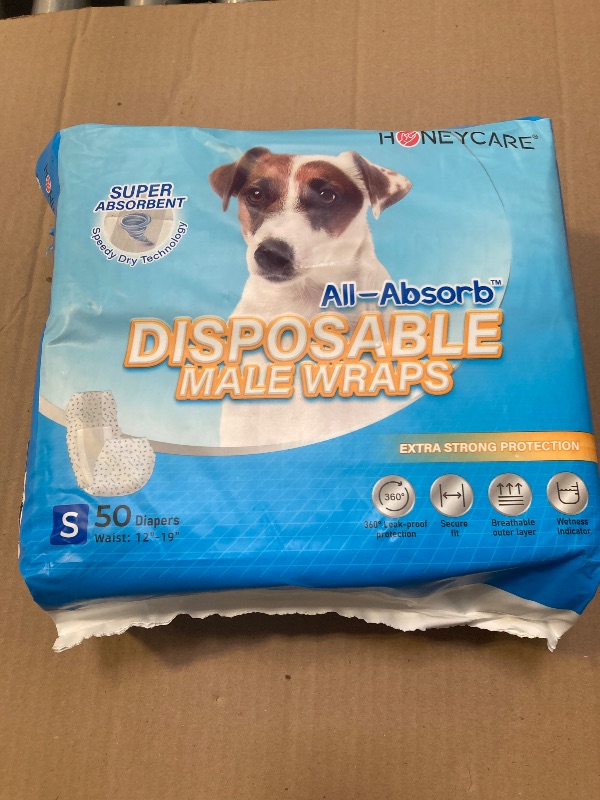 HONEYCARE®
SUPER
ABSORBENT
Speedy Dry Technology
All-Absorb™
DISPOSABLE
MALE WRAPS
EXTRA STRONG PROTECTION
S 50 Diapers
Waist: 12"-19"
360°
360° Leak-proof
protection
Secure
fit
Breathable
outer layer
Wetness
indicator